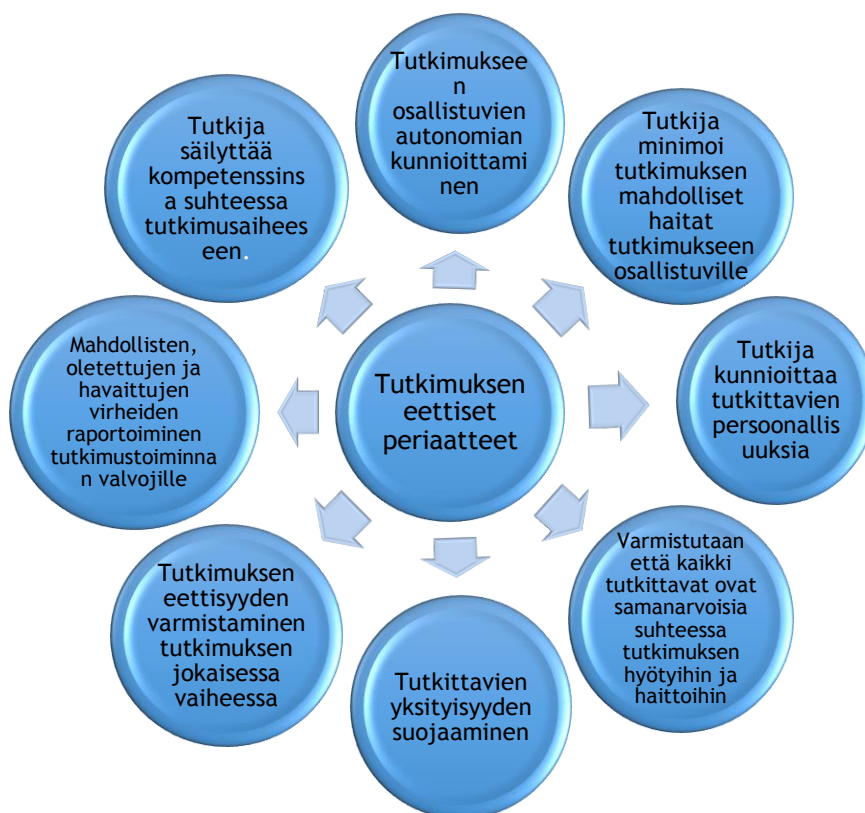 Tutkimuksee
n
osallistuvien
autonomian
kunnioittami
nen
Tutkija
minimoi
tutkimuksen
mahdolliset
haitat
tutkimukseen
osallistuville
Tutkija
kunnioittaa
tutkittavien
persoonallis
uuksia
Varmistutaan
että kaikki
tutkittavat ovat
samanarvoisia
suhteessa
tutkimuksen
hyötyihin ja
haittoihin
Tutkittavien
yksityisyyden
suojaaminen
Tutkimuksen
eettisyyden
varmistaminen
tutkimuksen
jokaisessa
vaiheessa
Mahdollisten,
oletettujen ja
havaittujen
virheiden
raportoiminen
tutkimustoiminna
n valvojille
Tutkija
säilyttää
kompetenssins
a suhteessa
tutkimusaihees
een.
Tutkimuksen
eettiset
periaatteet